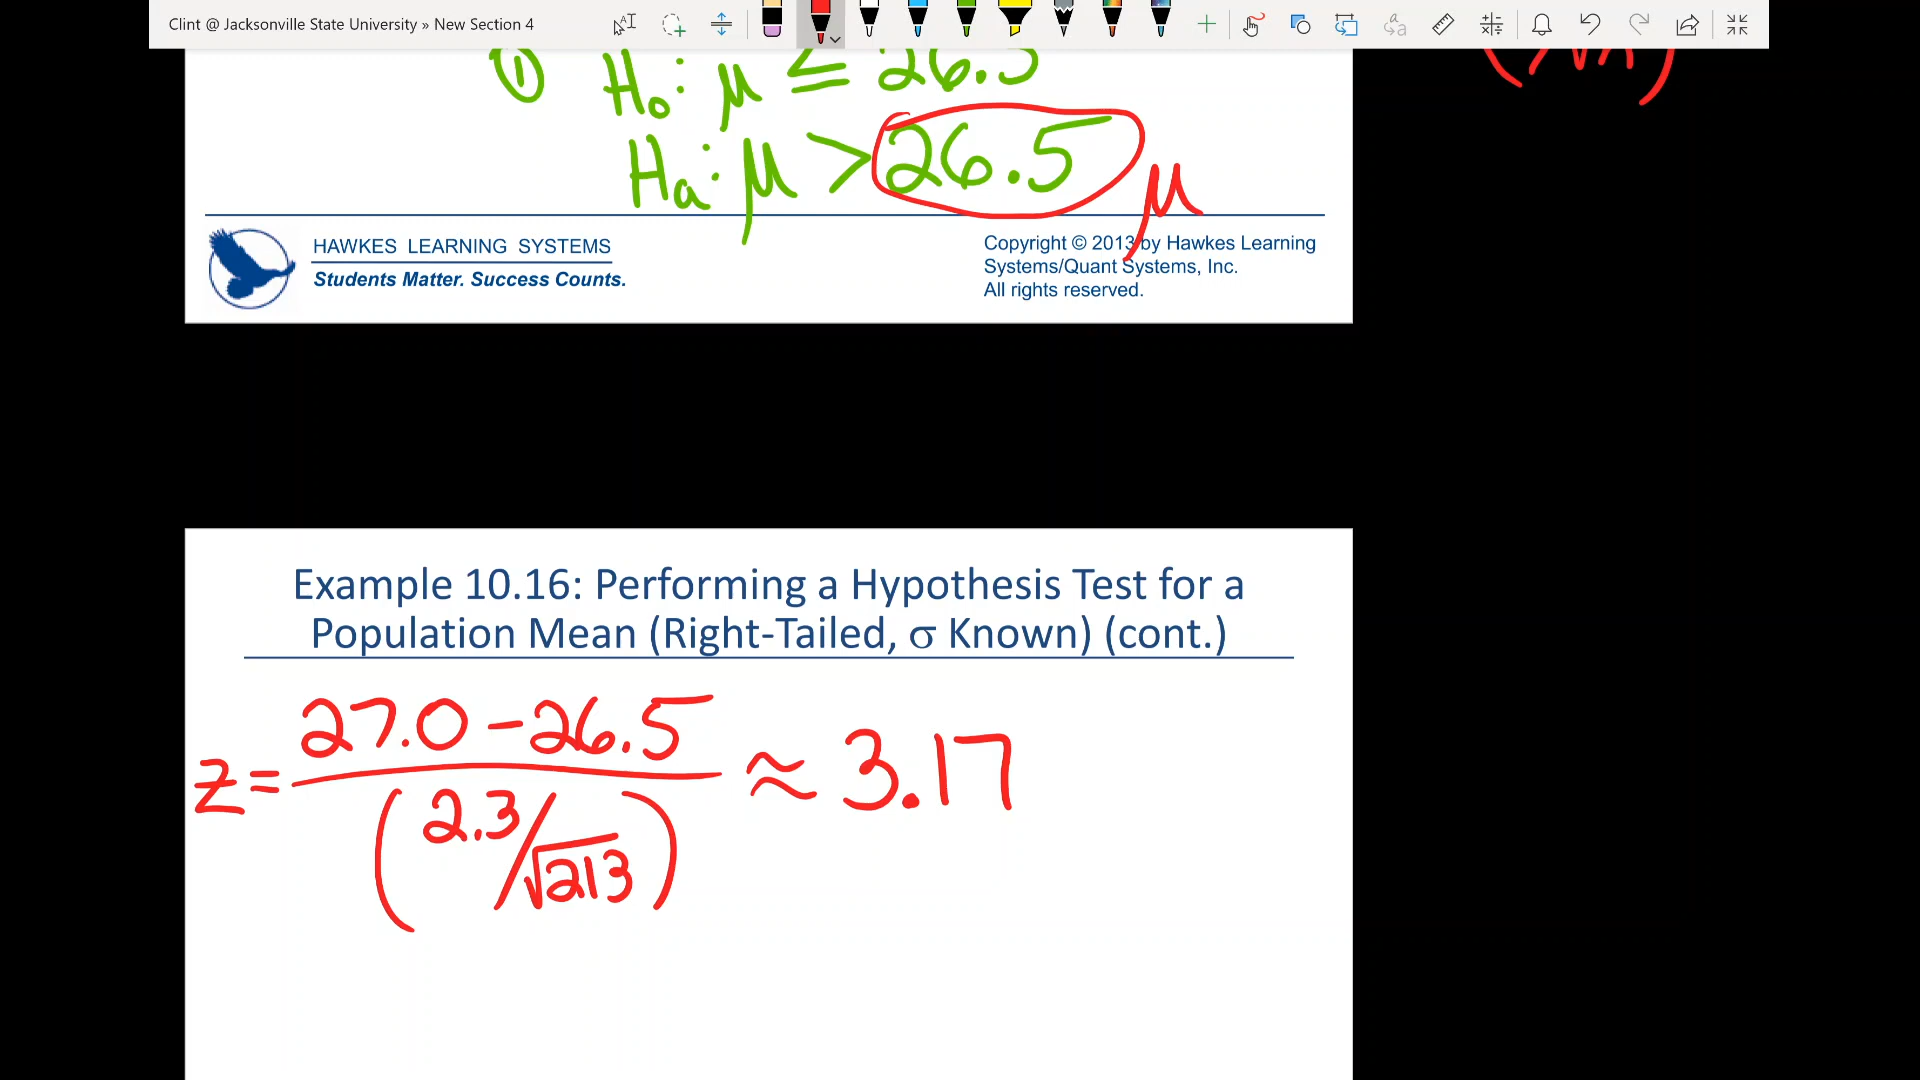 Clint @ Jacksonville State University » New Section 4
① H₀: μ ≤ 26.5
Hₐ: μ > 26.5
μ
HAWKES LEARNING SYSTEMS
Students Matter. Success Counts.
Copyright © 2013 by Hawkes Learning
Systems/Quant Systems, Inc.
All rights reserved.
Example 10.16: Performing a Hypothesis Test for a
Population Mean (Right-Tailed, σ Known) (cont.)
z = 27.0 - 26.5 / (2.3/√213) ≈ 3.17